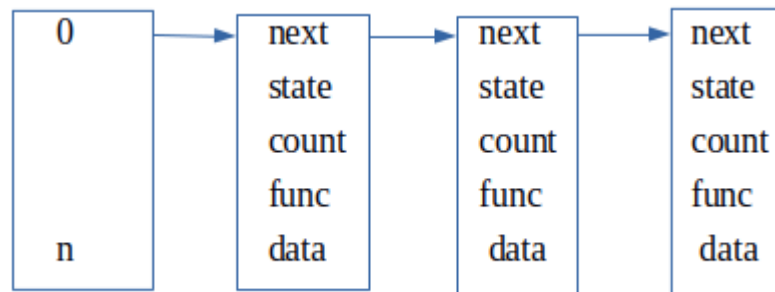 0 next next next
state state state
count count count
func func func
n data data data